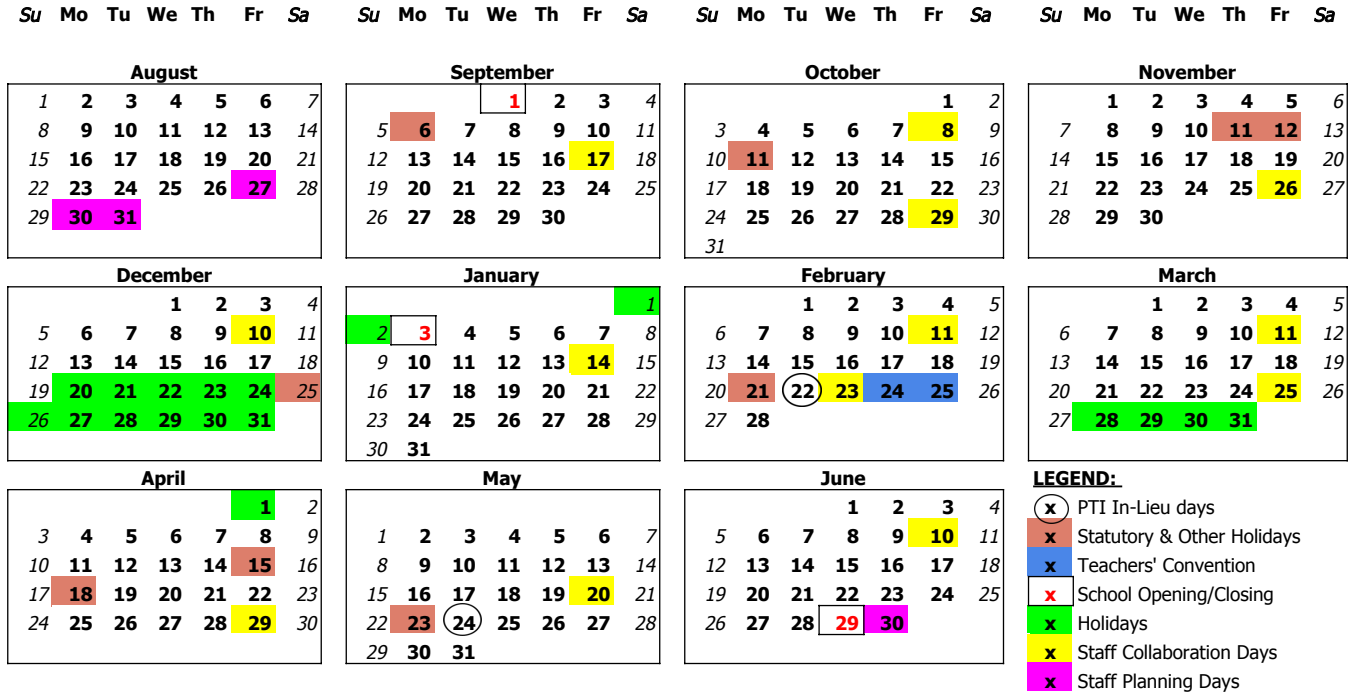 Su Mo Tu We Th Fr Sa Su Mo Tu We Th Fr Sa Su Mo Tu We Th Fr Sa Su Mo Tu We Th Fr Sa
August September October November
1 2 3 4 5 6 7 1 2 3 4 1 2 1 2 3 4 5 6
8 9 10 11 12 13 14 5 6 7 8 9 10 11 3 4 5 6 7 8 9 7 8 9 10 11 12 13
15 16 17 18 19 20 21 12 13 14 15 16 17 18 10 11 12 13 14 15 16 14 15 16 17 18 19 20
22 23 24 25 26 27 28 19 20 21 22 23 24 25 17 18 19 20 21 22 23 21 22 23 24 25 26 27
29 30 31 26 27 28 29 30 24 25 26 27 28 29 30 28 29 30
31
December January February March
1 2 3 4 1 1 2 3 4 5 1 2 3 4 5
5 6 7 8 9 10 11 2 3 4 5 6 7 8 6 7 8 9 10 11 12 6 7 8 9 10 11 12
12 13 14 15 16 17 18 9 10 11 12 13 14 15 13 14 15 16 17 18 19 13 14 15 16 17 18 19
19 20 21 22 23 24 25 16 17 18 19 20 21 22 20 21 22 23 24 25 26 20 21 22 23 24 25 26
26 27 28 29 30 31 23 24 25 26 27 28 29 27 28 27 28 29 30 31
30 31
April May June LEGEND:
1 2 1 2 3 4 x PTI In-Lieu days
3 4 5 6 7 8 9 1 2 3 4 5 6 7 5 6 7 8 9 10 11 x Statutory & Other Holidays
10 11 12 13 14 15 16 8 9 10 11 12 13 14 12 13 14 15 16 17 18 x Teachers' Convention
17 18 19 20 21 22 23 15 16 17 18 19 20 21 19 20 21 22 23 24 25 x School Opening/Closing
24 25 26 27 28 29 30 22 23 24 25 26 27 28 26 27 28 29 30 x Holidays
29 30 31 x Staff Collaboration Days
x Staff Planning Days